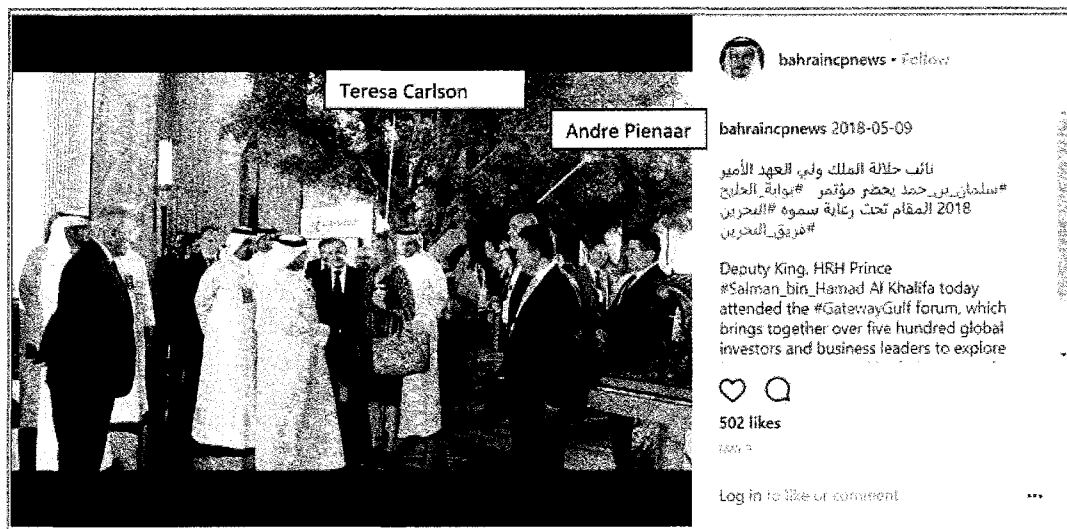 Teresa Carlson
Andre Pienaar
bahraincpnews • Follow
bahraincpnews 2018-05-09
نائب جلالة الملك ولي العهد الأمير
#سلمان_بن_حمد يحضر مؤتمر #بوابة_الخليج
2018 المقام تحت رعاية سموه #البحرين
#فريق_البحرين
Deputy King, HRH Prince
#Salman_bin_Hamad Al Khalifa today
attended the #GatewayGulf forum, which
brings together over five hundred global
investors and business leaders to explore
502 likes
MAY 9
Log in to like or comment